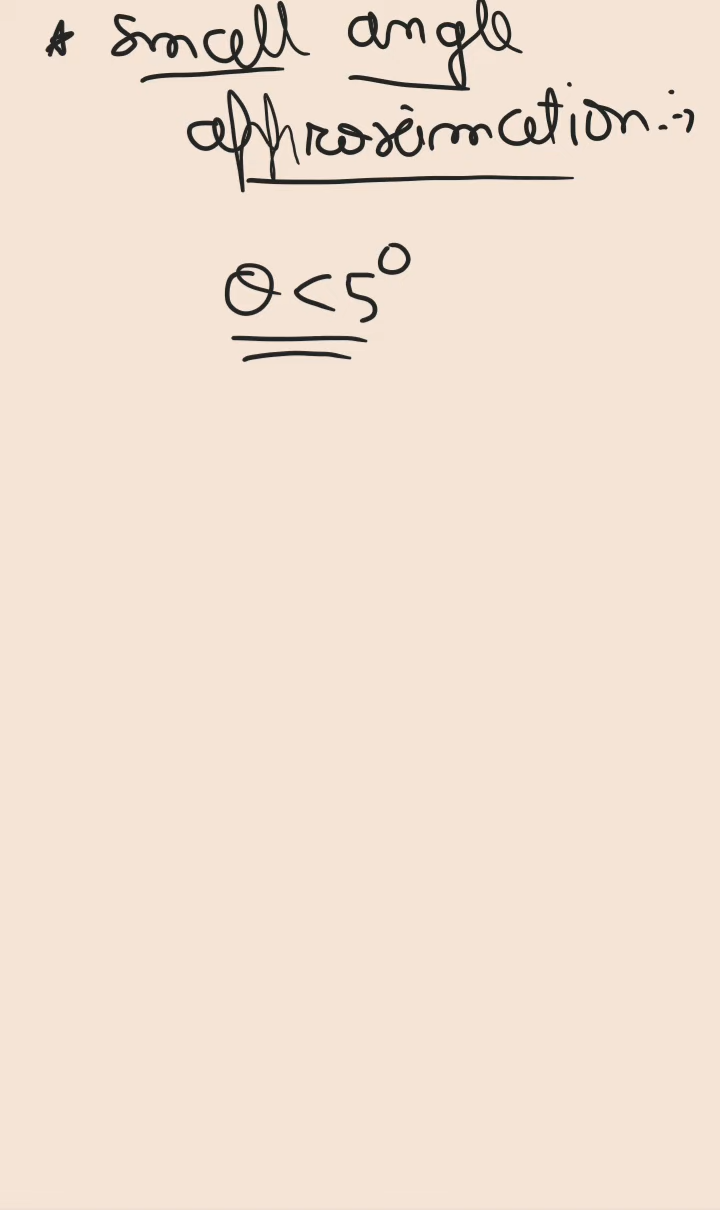 * small angle
approximation :->
θ < 5°